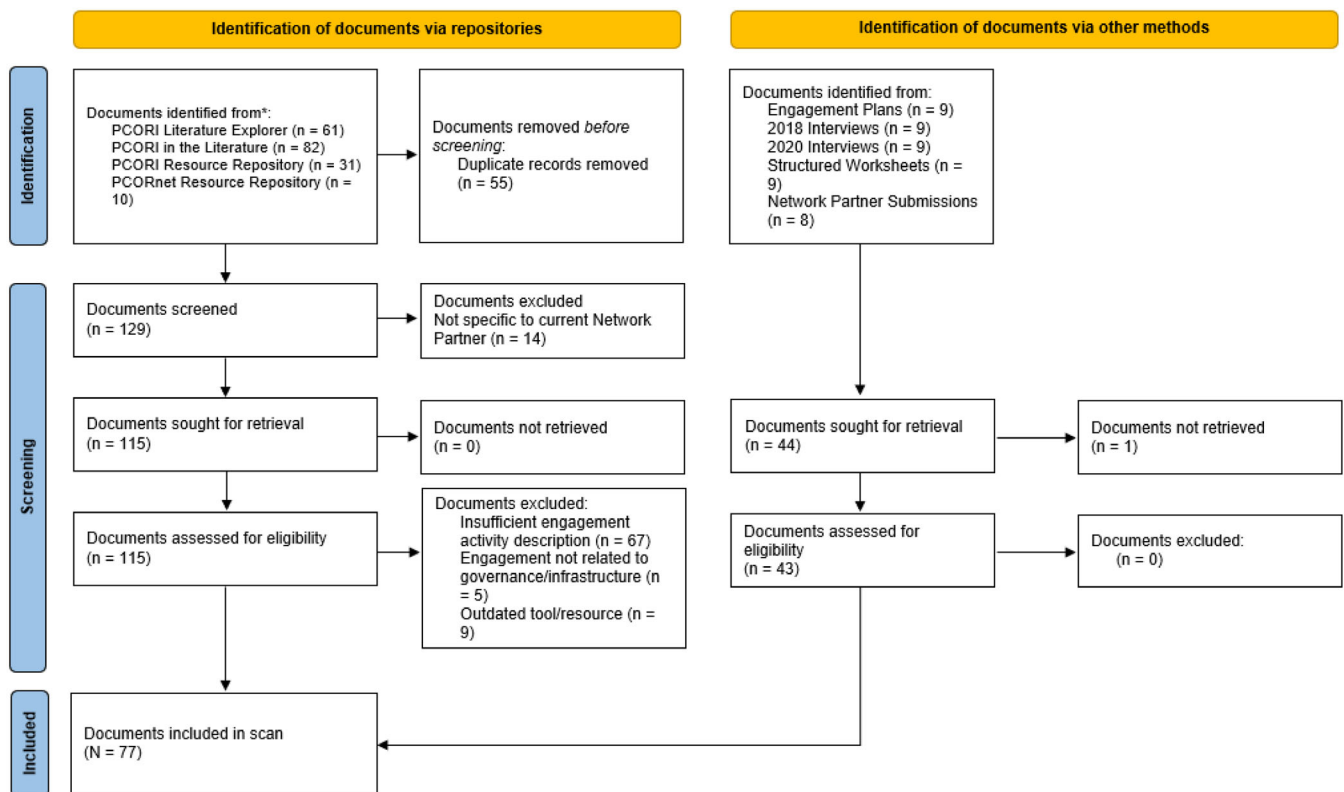 Identification of documents via repositories
Identification of documents via other methods
Identification
Documents identified from*:
PCORI Literature Explorer (n = 61)
PCORI in the Literature (n = 82)
PCORI Resource Repository (n = 31)
PCORnet Resource Repository (n =
10)
Documents removed before
screening:
Duplicate records removed
(n = 55)
Documents identified from:
Engagement Plans (n = 9)
2018 Interviews (n = 9)
2020 Interviews (n = 9)
Structured Worksheets (n =
9)
Network Partner Submissions
(n = 8)
Screening
Documents screened
(n = 129)
Documents excluded
Not specific to current Network
Partner (n = 14)
Documents sought for retrieval
(n = 115)
Documents not retrieved
(n = 0)
Documents sought for retrieval
(n = 44)
Documents not retrieved
(n = 1)
Documents assessed for eligibility
(n = 115)
Documents excluded:
Insufficient engagement
activity description (n = 67)
Engagement not related to
governance/infrastructure (n
= 5)
Outdated tool/resource (n =
9)
Documents assessed for
eligibility
(n = 43)
Documents excluded:
(n = 0)
Included
Documents included in scan
(N = 77)